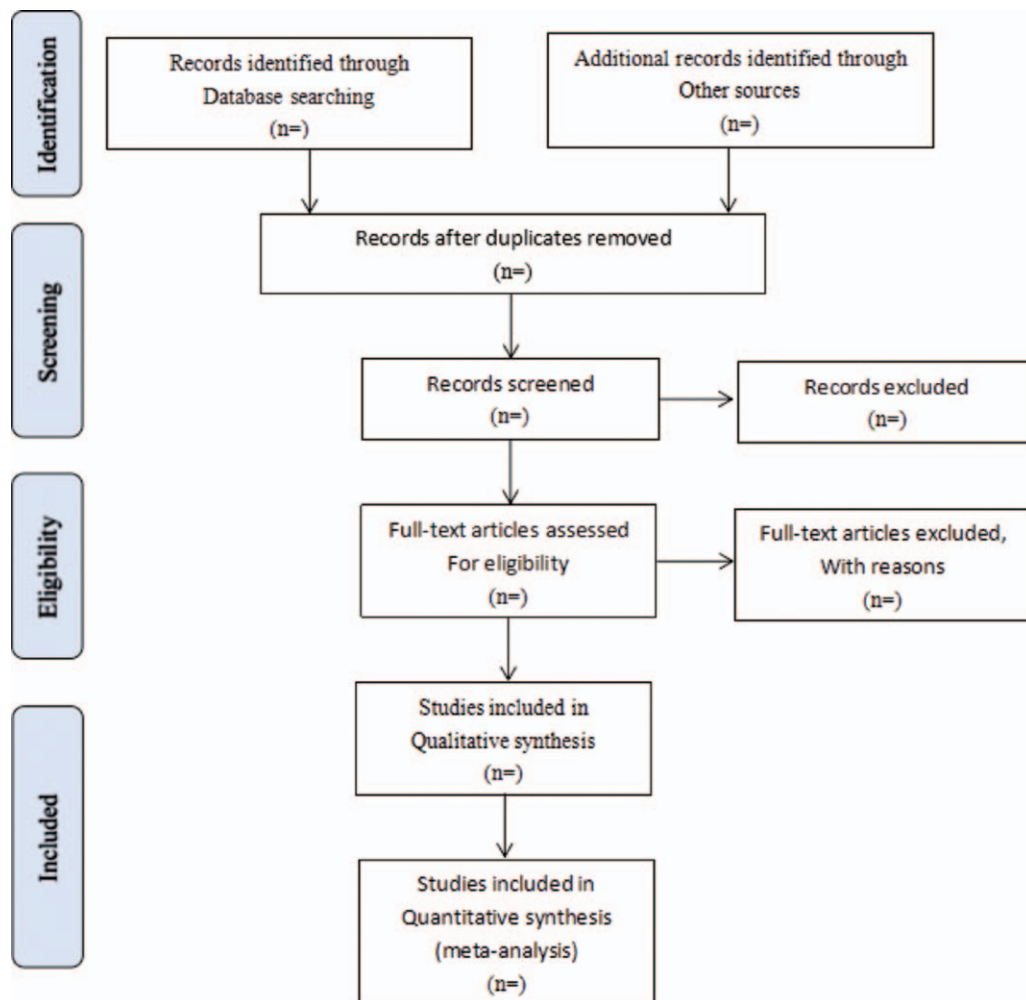 Identification
Records identified through
Database searching
(n=)
Additional records identified through
Other sources
(n=)
Screening
Records after duplicates removed
(n=)
Records screened
(n=)
Records excluded
(n=)
Eligibility
Full-text articles assessed
For eligibility
(n=)
Full-text articles excluded,
With reasons
(n=)
Included
Studies included in
Qualitative synthesis
(n=)
Studies included in
Quantitative synthesis
(meta-analysis)
(n=)